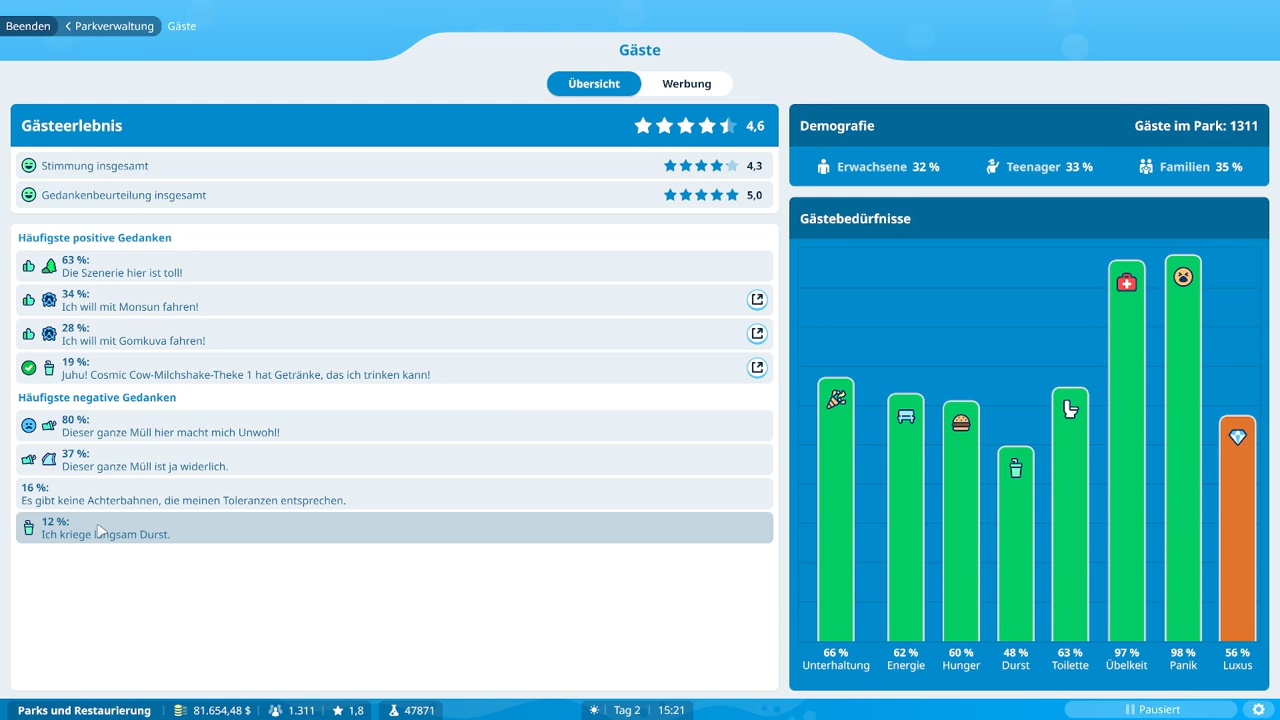 Beenden
Parkverwaltung
Gäste
Gäste
Übersicht
Werbung
Gästeerlebnis
4,6
Stimmung insgesamt
4,3
Gedankenbeurteilung insgesamt
5,0
Häufigste positive Gedanken
63 %:
Die Szenerie hier ist toll!
34 %:
Ich will mit Monsun fahren!
28 %:
Ich will mit Gomkuva fahren!
19 %:
Juhu! Cosmic Cow-Milchshake-Theke 1 hat Getränke, das ich trinken kann!
Häufigste negative Gedanken
80 %:
Dieser ganze Müll hier macht mich Unwohl!
37 %:
Dieser ganze Müll ist ja widerlich.
16 %:
Es gibt keine Achterbahnen, die meinen Toleranzen entsprechen.
12 %:
Ich kriege langsam Durst.
Demografie
Gäste im Park: 1311
Erwachsene 32 %
Teenager 33 %
Familien 35 %
Gästebedürfnisse
66 %
Unterhaltung
62 %
Energie
60 %
Hunger
48 %
Durst
63 %
Toilette
97 %
Übelkeit
98 %
Panik
56 %
Luxus
Parks und Restaurierung
81.654,48 $
1.311
1,8
47871
Tag 2
15:21
Pausiert